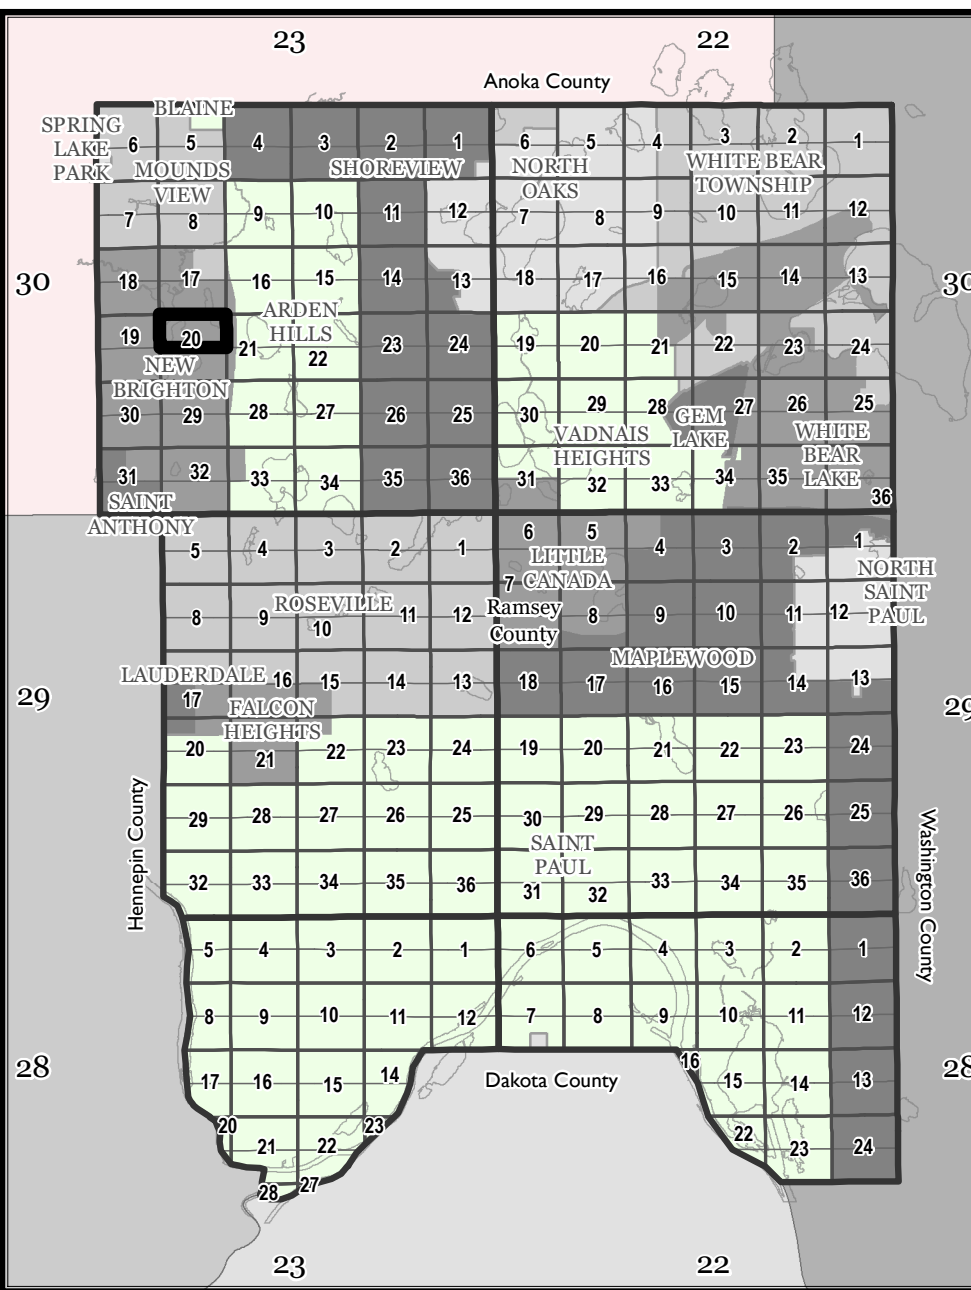 23 22
Anoka County
BLAINE
SPRING
LAKE
PARK
6 5 4 3 2 1 6 5 4 3 2 1
MOUNDS
VIEW
SHOREVIEW
NORTH
OAKS
WHITE BEAR
TOWNSHIP
7 8 9 10 11 12 7 8 9 10 11 12
30 18 17 16 15 14 13 18 17 16 15 14 13 30
ARDEN
HILLS
19 20 21 22 23 24 19 20 21 22 23 24
NEW
BRIGHTON
30 29 28 27 26 25 30 29 28 27 26 25
GEM
LAKE
VADNAIS
HEIGHTS
WHITE
BEAR
LAKE
31 32 33 34 35 36 31 32 33 34 35 36
SAINT
ANTHONY
5 4 3 2 1 6 5 4 3 2 1
LITTLE
CANADA
NORTH
SAINT
PAUL
ROSEVILLE
Ramsey
County
8 9 10 11 12 7 8 9 10 11 12
MAPLEWOOD
LAUDERDALE
29 17 16 15 14 13 18 17 16 15 14 13 29
FALCON
HEIGHTS
20 21 22 23 24 19 20 21 22 23 24
Hennepin County
29 28 27 26 25 30 29 28 27 26 25
Washington County
SAINT
PAUL
32 33 34 35 36 31 32 33 34 35 36
5 4 3 2 1 6 5 4 3 2 1
8 9 10 11 12 7 8 9 10 11 12
28 17 16 15 14 16 15 14 13 28
Dakota County
20 21 22 23 22 23 24
28 27
23 22